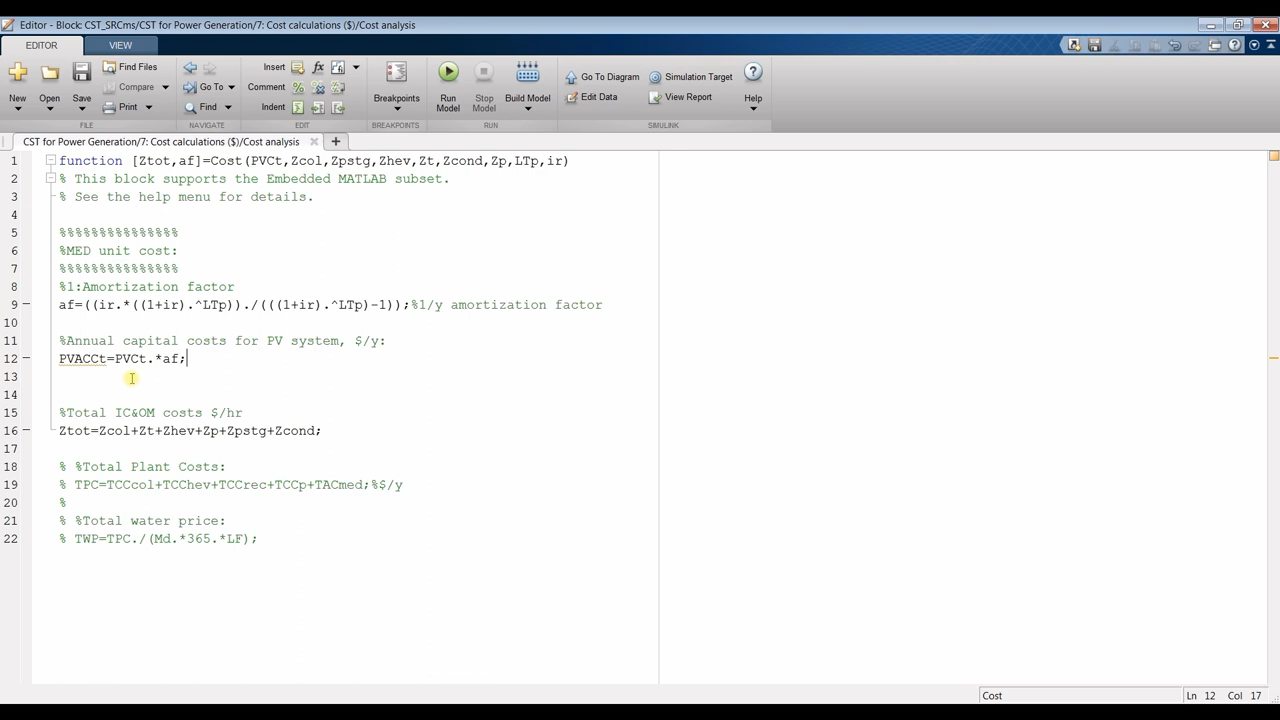 Editor - Block: CST_SRCms/CST for Power Generation/7: Cost calculations ($)/Cost analysis
EDITOR VIEW
New Open Save Find Files Compare Print
FILE
Go To Find
NAVIGATE
Insert fx
Comment
Indent
EDIT
Breakpoints
BREAKPOINTS
Run Model Stop Model Build Model
RUN
Go To Diagram Simulation Target
Edit Data View Report
Help
SIMULINK
CST for Power Generation/7: Cost calculations ($)/Cost analysis
1 function [Ztot,af]=Cost(PVCt,Zcol,Zpstg,Zhev,Zt,Zcond,Zp,LTp,ir)
2 % This block supports the Embedded MATLAB subset.
3 % See the help menu for details.
4
5 %%%%%%%%%%%%%%%
6 %MED unit cost:
7 %%%%%%%%%%%%%%%
8 %1:Amortization factor
9 af=((ir.*((1+ir).^LTp))./(((1+ir).^LTp)-1));%1/y amortization factor
10
11 %Annual capital costs for PV system, $/y:
12 PVACCt=PVCt.*af;
13
14
15 %Total IC&OM costs $/hr
16 Ztot=Zcol+Zt+Zhev+Zp+Zpstg+Zcond;
17
18 % %Total Plant Costs:
19 % TPC=TCCcol+TCChev+TCCrec+TCCp+TACmed;%$/y
20 %
21 % %Total water price:
22 % TWP=TPC./(Md.*365.*LF);
Cost Ln 12 Col 17